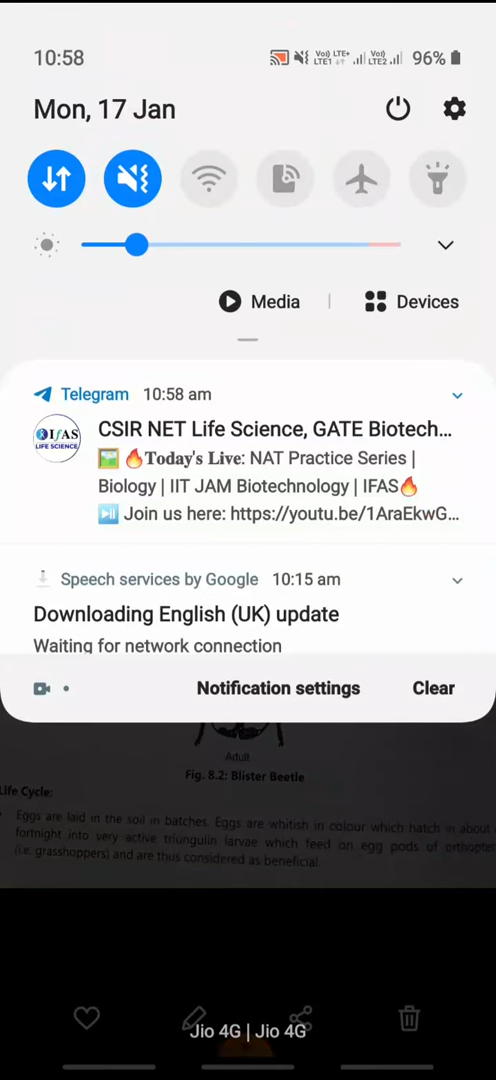 10:58
Vo)) LTE+
LTE1
Vo))
LTE2
96%
Mon, 17 Jan
Media
Devices
Telegram 10:58 am
IFAS
LIFE SCIENCE
CSIR NET Life Science, GATE Biotech...
🖼️ 🔥𝐓𝐨𝐝𝐚𝐲'𝐬 𝐋𝐢𝐯𝐞: NAT Practice Series |
Biology | IIT JAM Biotechnology | IFAS🔥
⏯️ Join us here: https://youtu.be/1AraEkwG...
Speech services by Google 10:15 am
Downloading English (UK) update
Waiting for network connection
Notification settings
Clear
Adult
Fig. 8.2: Blister Beetle
Life Cycle:
Eggs are laid in the soil in batches. Eggs are whitish in colour which hatch in about
fortnight into very active triungulin larvae which feed on egg pods of
(i.e. grasshoppers) and are thus considered as beneficial.
Jio 4G | Jio 4G